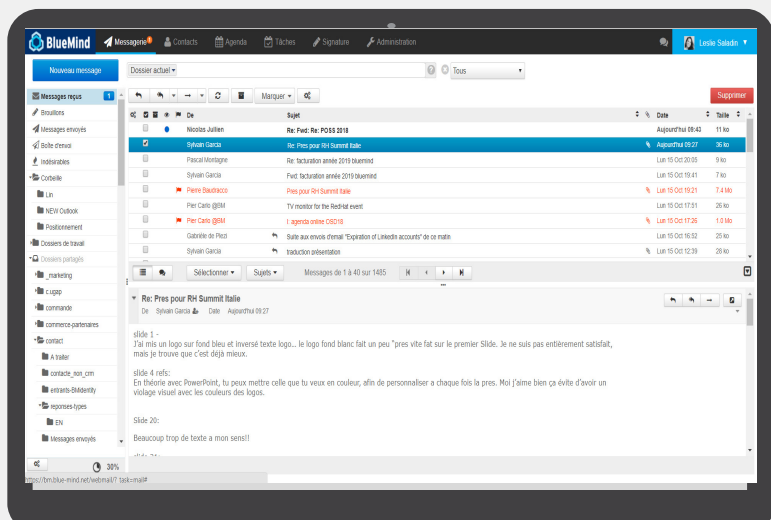 BlueMind Messagerie Contacts Agenda Tâches Signature Administration Leslie Saladin
Nouveau message Dossier actuel Tous
Messages reçus 1
Brouillons
Messages envoyés
Boîte d'envoi
Indésirables
Corbeille
Lin
NEW Outlook
Positionnement
Dossiers de travail
Dossiers partagés
_marketing
c.ugap
commande
commerce-partenaires
contact
A traiter
contacte_non_crm
entrants-BMidentity
reponses-types
EN
Messages envoyés
30%
https://bm.blue-mind.net/webmail/?_task=mail#
Marquer Supprimer
De Sujet Date Taille
Nicolas Jullien Re: Fwd: Re: POSS 2018 Aujourd'hui 09:43 11 ko
Sylvain Garcia Re: Pres pour RH Summit Italie Aujourd'hui 09:27 36 ko
Pascal Montagne Re: facturation année 2019 bluemind Lun 15 Oct 20:05 9 ko
Sylvain Garcia Fwd: facturation année 2019 bluemind Lun 15 Oct 19:41 7 ko
Pierre Baudracco Pres pour RH Summit Italie Lun 15 Oct 19:21 7.4 Mo
Pier Carlo @BM TV monitor for the RedHat event Lun 15 Oct 17:51 26 ko
Pier Carlo @BM I: agenda online OSD18. Lun 15 Oct 17:26 1.0 Mo
Gabrièle de Plezi Suite aux envois d'email "Expiration of LinkedIn accounts" de ce matin Lun 15 Oct 16:52 25 ko
Sylvain Garcia traduction présentation Lun 15 Oct 12:39 26 ko
Sélectionner Sujets Messages de 1 à 40 sur 1485
Re: Pres pour RH Summit Italie
De Sylvain Garcia Date Aujourd'hui 09:27
slide 1 -
J'ai mis un logo sur fond bleu et inversé texte logo... le logo fond blanc fait un peu "pres vite fat sur le premier Slide. Je ne suis pas entièrement satisfait,
mais je trouve que c'est déjà mieux.
slide 4 refs:
En théorie avec PowerPoint, tu peux mettre celle que tu veux en couleur, afin de personnaliser a chaque fois la pres. Moi j'aime bien ça évite d'avoir un
violage visuel avec les couleurs des logos.
Slide 20:
Beaucoup trop de texte a mon sens!!